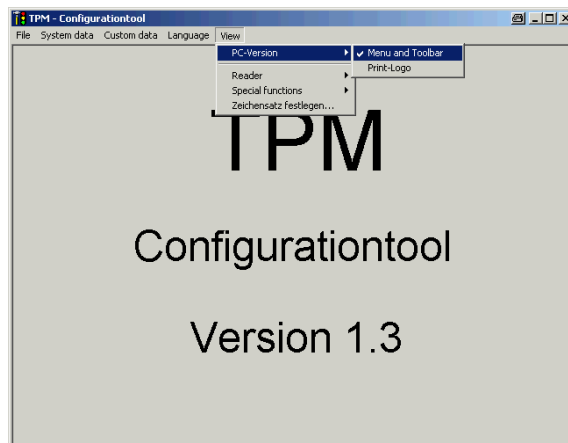 TPM - Configurationtool
File System data Custom data Language View
PC-Version
Menu and Toolbar
Print-Logo
Reader
Special functions
Zeichensatz festlegen...
TPM
Configurationtool
Version 1.3